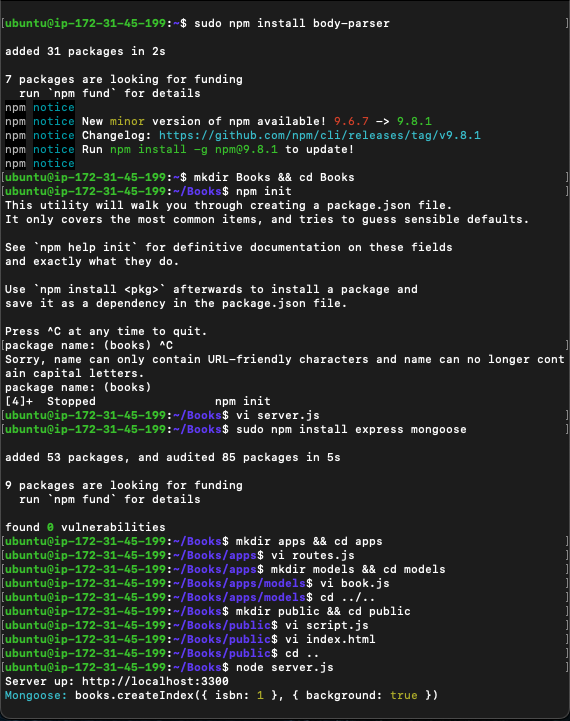 [ubuntu@ip-172-31-45-199:~$ sudo npm install body-parser ]
added 31 packages in 2s
7 packages are looking for funding
  run `npm fund` for details
npm notice
npm notice New minor version of npm available! 9.6.7 -> 9.8.1
npm notice Changelog: https://github.com/npm/cli/releases/tag/v9.8.1
npm notice Run npm install -g npm@9.8.1 to update!
npm notice
[ubuntu@ip-172-31-45-199:~$ mkdir Books && cd Books ]
[ubuntu@ip-172-31-45-199:~/Books$ npm init ]
This utility will walk you through creating a package.json file.
It only covers the most common items, and tries to guess sensible defaults.
See `npm help init` for definitive documentation on these fields
and exactly what they do.
Use `npm install <pkg>` afterwards to install a package and
save it as a dependency in the package.json file.
Press ^C at any time to quit.
[package name: (books) ^C ]
Sorry, name can only contain URL-friendly characters and name can no longer cont
ain capital letters.
package name: (books)
[4]+  Stopped                 npm init
[ubuntu@ip-172-31-45-199:~/Books$ vi server.js ]
[ubuntu@ip-172-31-45-199:~/Books$ sudo npm install express mongoose ]
added 53 packages, and audited 85 packages in 5s
9 packages are looking for funding
  run `npm fund` for details
found 0 vulnerabilities
[ubuntu@ip-172-31-45-199:~/Books$ mkdir apps && cd apps ]
[ubuntu@ip-172-31-45-199:~/Books/apps$ vi routes.js ]
[ubuntu@ip-172-31-45-199:~/Books/apps$ mkdir models && cd models ]
[ubuntu@ip-172-31-45-199:~/Books/apps/models$ vi book.js ]
[ubuntu@ip-172-31-45-199:~/Books/apps/models$ cd ../.. ]
[ubuntu@ip-172-31-45-199:~/Books$ mkdir public && cd public ]
[ubuntu@ip-172-31-45-199:~/Books/public$ vi script.js ]
[ubuntu@ip-172-31-45-199:~/Books/public$ vi index.html ]
[ubuntu@ip-172-31-45-199:~/Books/public$ cd .. ]
[ubuntu@ip-172-31-45-199:~/Books$ node server.js ]
Server up: http://localhost:3300
Mongoose: books.createIndex({ isbn: 1 }, { background: true })